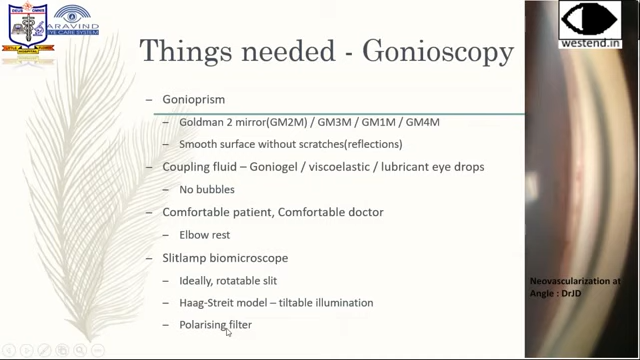 ARAVIND
EYE CARE SYSTEM
westend.in
Things needed - Gonioscopy
– Gonioprism
– Goldman 2 mirror(GM2M) / GM3M / GM1M / GM4M
– Smooth surface without scratches(reflections)
– Coupling fluid – Goniogel / viscoelastic / lubricant eye drops
– No bubbles
– Comfortable patient, Comfortable doctor
– Elbow rest
– Slitlamp biomicroscope
– Ideally, rotatable slit
– Haag-Streit model – tiltable illumination
– Polarising filter
Neovascularization at
Angle : DrJD